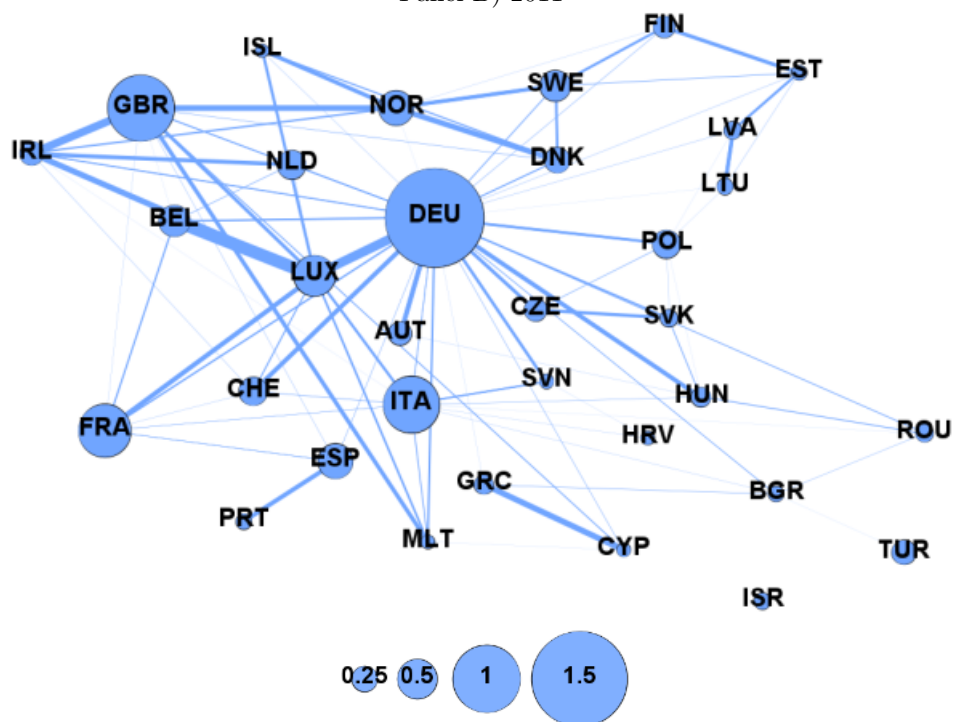 Panel B) 2011
FIN
ISL
EST
SWE
GBR
NOR
LVA
IRL
NLD
DNK
LTU
DEU
BEL
POL
LUX
CZE
SVK
AUT
SVN
CHE
ITA
HUN
FRA
HRV
ROU
ESP
GRC
BGR
PRT
MLT
CYP
TUR
ISR
0.25 0.5 1 1.5